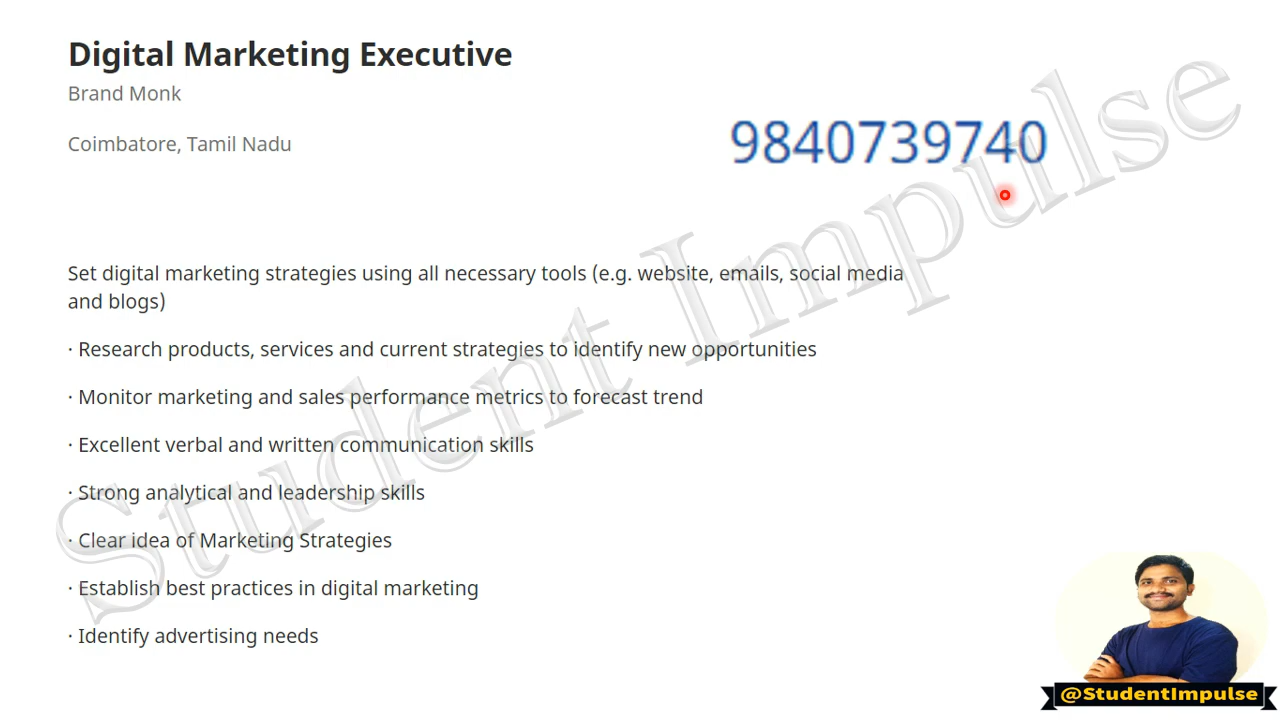 Digital Marketing Executive
Brand Monk
Coimbatore, Tamil Nadu
9840739740
Set digital marketing strategies using all necessary tools (e.g. website, emails, social media
and blogs)
· Research products, services and current strategies to identify new opportunities
· Monitor marketing and sales performance metrics to forecast trend
· Excellent verbal and written communication skills
· Strong analytical and leadership skills
· Clear idea of Marketing Strategies
· Establish best practices in digital marketing
· Identify advertising needs
Student Impulse
@StudentImpulse